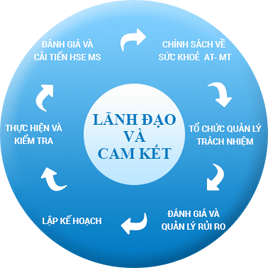 ĐÁNH GIÁ VÀ
CẢI TIẾN HSE MS
CHÍNH SÁCH VỀ
SỨC KHOẺ AT- MT
LÃNH ĐẠO
VÀ
CAM KẾT
THỰC HIỆN VÀ
KIỂM TRA
TỔ CHỨC QUẢN LÝ
TRÁCH NHIỆM
LẬP KẾ HOẠCH
ĐÁNH GIÁ VÀ
QUẢN LÝ RỦI RO